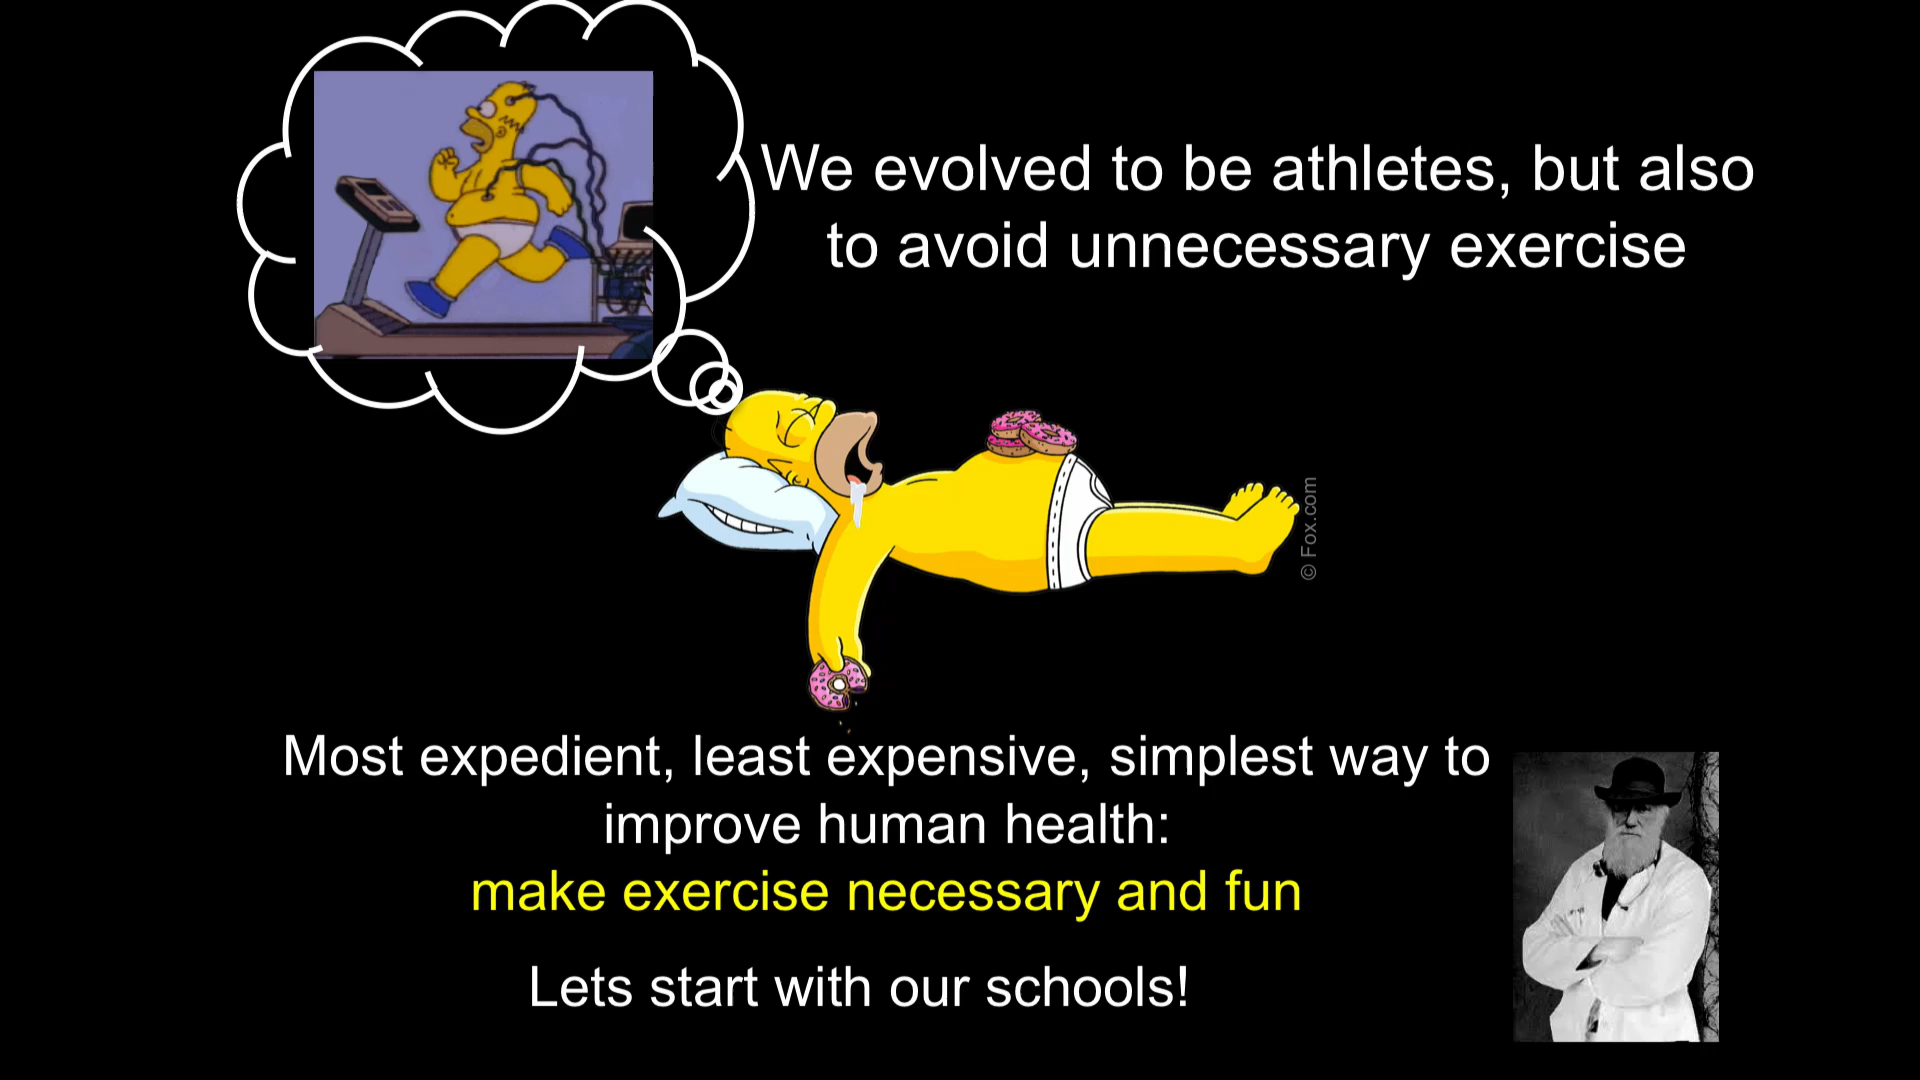 We evolved to be athletes, but also
to avoid unnecessary exercise
© Fox.com
Most expedient, least expensive, simplest way to
improve human health:
make exercise necessary and fun
Lets start with our schools!